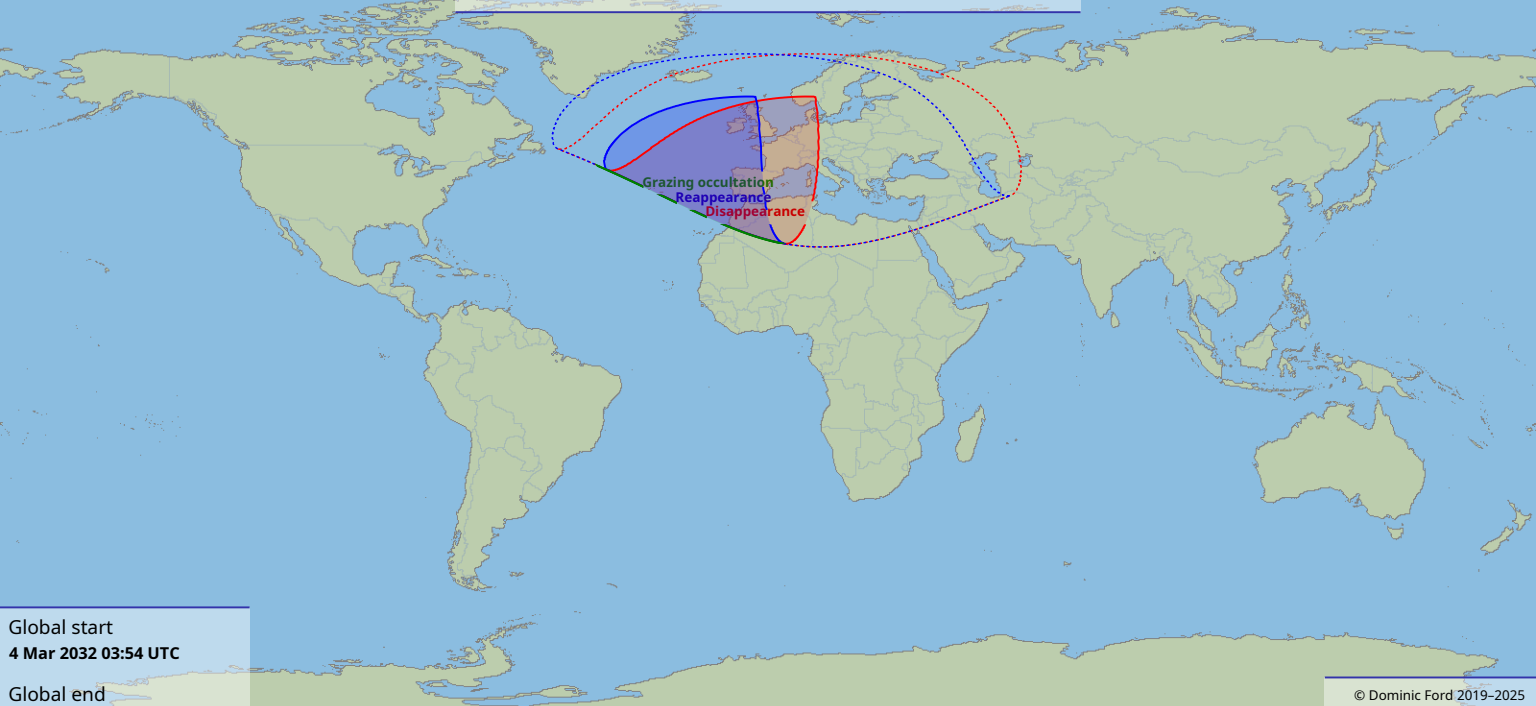 Grazing occultation
Reappearance
Disappearance
Global start
4 Mar 2032 03:54 UTC
Global end
© Dominic Ford 2019–2025